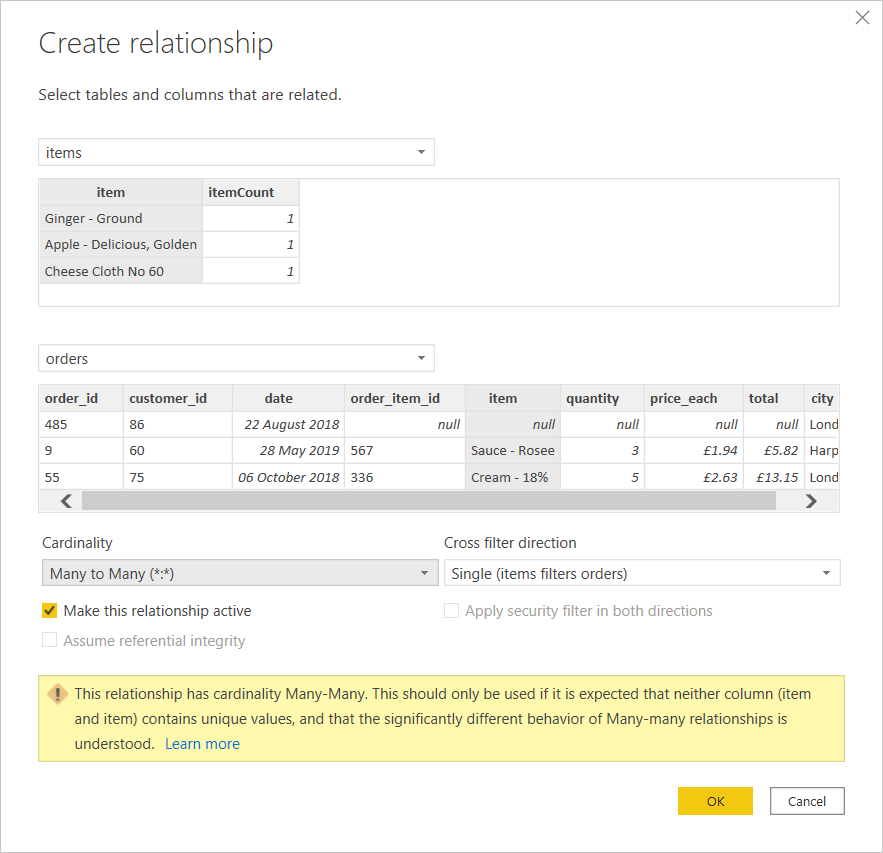 Create relationship
Select tables and columns that are related.
items
item itemCount
Ginger - Ground 1
Apple - Delicious, Golden 1
Cheese Cloth No 60 1
orders
order_id customer_id date order_item_id item quantity price_each total city
485 86 22 August 2018 null null null null null Lond
9 60 28 May 2019 567 Sauce - Rosee 3 £1.94 £5.82 Harp
55 75 06 October 2018 336 Cream - 18% 5 £2.63 £13.15 Lond
Cardinality Cross filter direction
Many to Many (*:*) Single (items filters orders)
Make this relationship active Apply security filter in both directions
Assume referential integrity
This relationship has cardinality Many-Many. This should only be used if it is expected that neither column (item
and item) contains unique values, and that the significantly different behavior of Many-many relationships is
understood. Learn more
OK Cancel